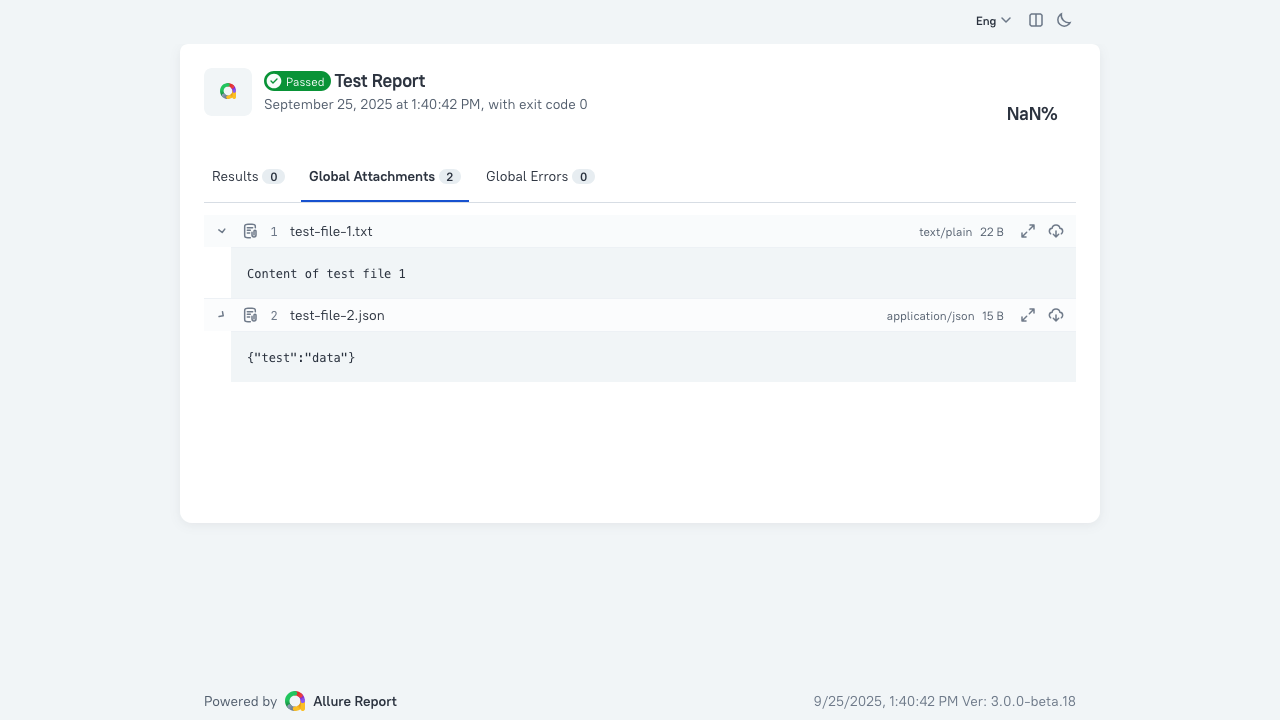 Eng
Passed Test Report
September 25, 2025 at 1:40:42 PM, with exit code 0
NaN%
Results 0 Global Attachments 2 Global Errors 0
1 test-file-1.txt text/plain 22 B
Content of test file 1
2 test-file-2.json application/json 15 B
{"test":"data"}
Powered by Allure Report 9/25/2025, 1:40:42 PM Ver: 3.0.0-beta.18